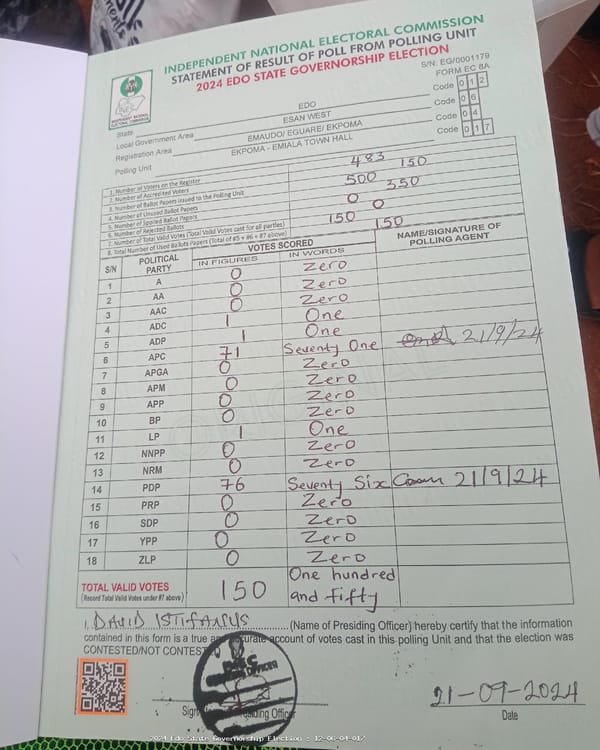 INDEPENDENT NATIONAL ELECTORAL COMMISSION
STATEMENT OF RESULT OF POLL FROM POLLING UNIT
2024 EDO STATE GOVERNORSHIP ELECTION
S/N: EG/0001179
FORM EC 8A
State EDO Code 0 1 2
Local Government Area ESAN WEST Code 0 6
Registration Area EMAUDO/ EGUARE/ EKPOMA Code 0 4
Polling Unit EKPOMA - EMIALA TOWN HALL Code 0 1 7
1. Number of Voters on the Register 483
2. Number of Accredited Voters 150
3. Number of Ballot Papers issued to the Polling Unit 500
4. Number of Unused Ballot Papers 350
5. Number of Spoiled Ballot Papers 0
6. Number of Rejected Ballots 0
7. Number of Total Valid Votes (Total Valid Votes cast for all parties) 150
8. Total Number of Used Ballots Papers (Total of #5 + #6 + #7 above) 150
S/N POLITICAL PARTY VOTES SCORED NAME/SIGNATURE OF POLLING AGENT
IN FIGURES IN WORDS
1 A 0 Zero
2 AA 0 Zero
3 AAC 0 Zero
4 ADC 1 One
5 ADP 1 One
6 APC 71 Seventy One 21/9/24
7 APGA 0 Zero
8 APM 0 Zero
9 APP 0 Zero
10 BP 0 Zero
11 LP 1 One
12 NNPP 0 Zero
13 NRM 0 Zero
14 PDP 76 Seventy Six 21/9/24
15 PRP 0 Zero
16 SDP 0 Zero
17 YPP 0 Zero
18 ZLP 0 Zero
TOTAL VALID VOTES 150 One hundred
(Record Total Valid Votes under #7 above) and Fifty
I, DAVID ISTIFANUS (Name of Presiding Officer) hereby certify that the information
contained in this form is a true and accurate account of votes cast in this polling Unit and that the election was
CONTESTED/NOT CONTESTED
21-09-2024
Date
2024 Edo State Governorship Election : 12-06-04-017